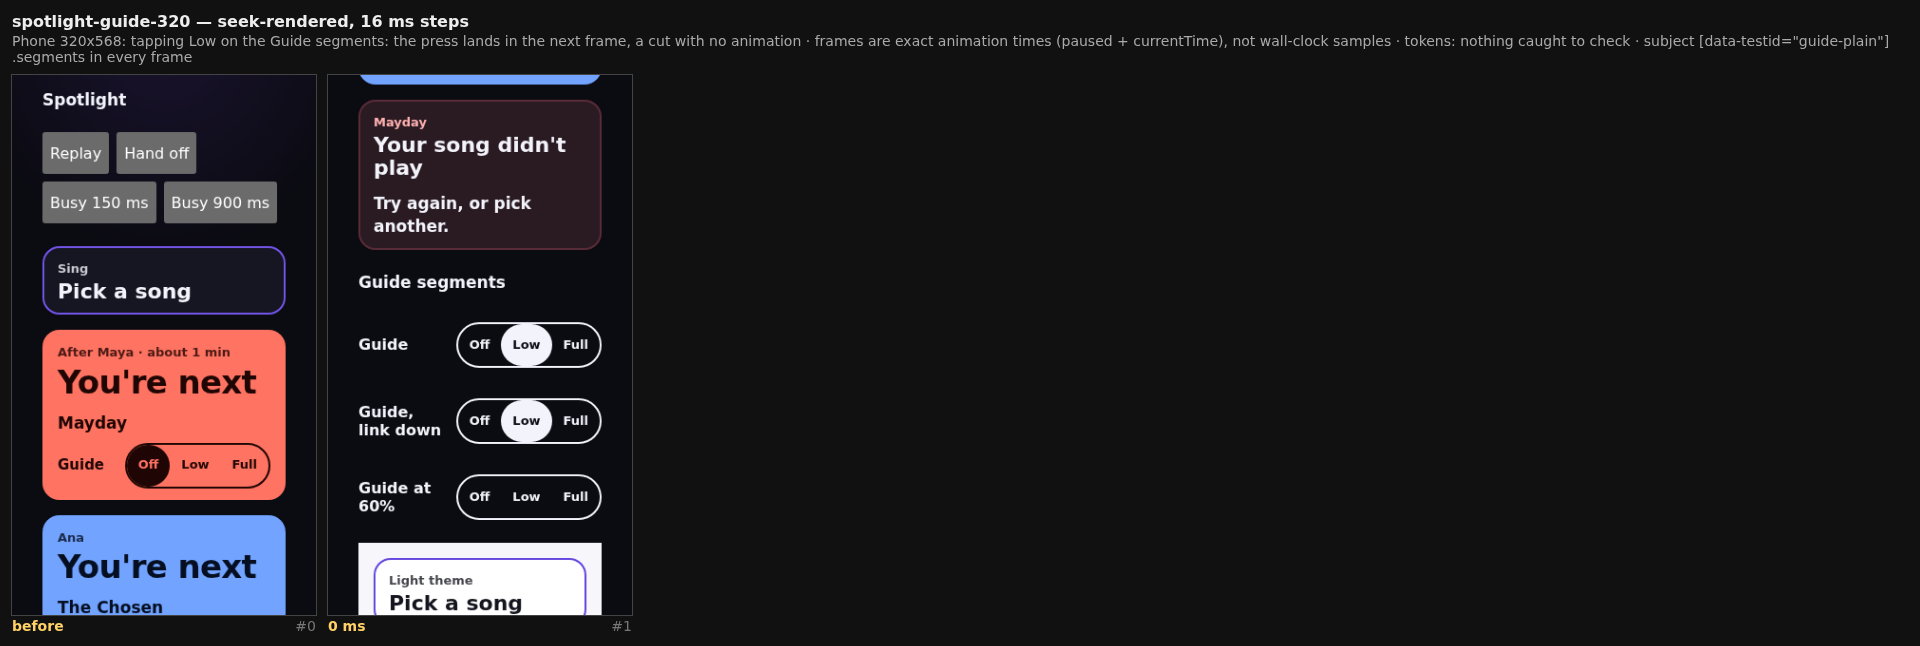 spotlight-guide-320 — seek-rendered, 16 ms steps
Phone 320x568: tapping Low on the Guide segments: the press lands in the next frame, a cut with no animation · frames are exact animation times (paused + currentTime), not wall-clock samples · tokens: nothing caught to check · subject [data-testid="guide-plain"]
.segments in every frame
Spotlight
Replay
Hand off
Busy 150 ms
Busy 900 ms
Sing
Pick a song
After Maya · about 1 min
You're next
Mayday
Guide
Off
Low
Full
Ana
You're next
The Chosen
before
#0
Mayday
Your song didn't
play
Try again, or pick
another.
Guide segments
Guide
Off
Low
Full
Guide,
link down
Off
Low
Full
Guide at
60%
Off
Low
Full
Light theme
Pick a song
0 ms
#1